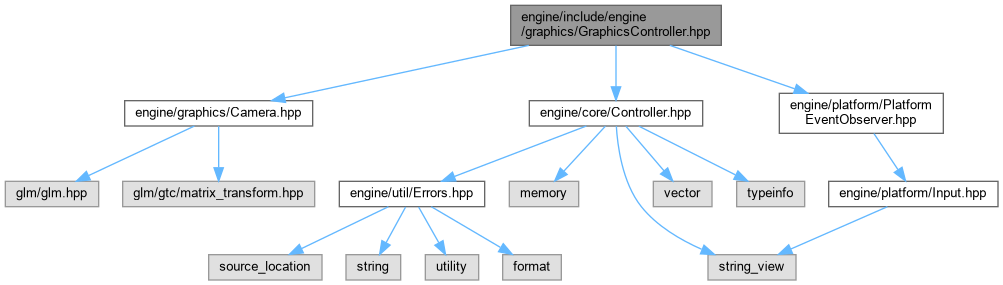 engine/include/engine
/graphics/GraphicsController.hpp
engine/graphics/Camera.hpp
engine/core/Controller.hpp
engine/platform/Platform
EventObserver.hpp
glm/glm.hpp
glm/gtc/matrix_transform.hpp
engine/util/Errors.hpp
memory
vector
typeinfo
engine/platform/Input.hpp
source_location
string
utility
format
string_view